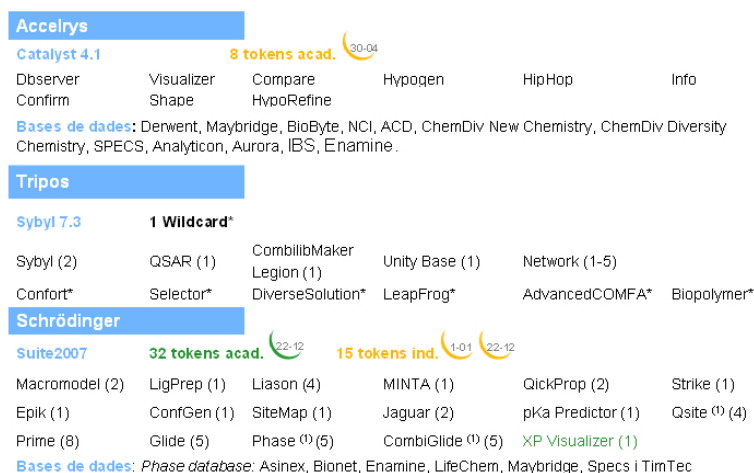 Accelrys
Catalyst 4.1 8 tokens acad. 30-04
Dbserver Visualizer Compare Hypogen HipHop Info
Confirm Shape HypoRefine
Bases de dades: Derwent, Maybridge, BioByte, NCI, ACD, ChemDiv New Chemistry, ChemDiv Diversity
Chemistry, SPECS, Analyticon, Aurora, IBS, Enamine.
Tripos
Sybyl 7.3 1 Wildcard*
Sybyl (2) QSAR (1) CombilibMaker Legion (1) Unity Base (1) Network (1-5)
Confort* Selector* DiverseSolution* LeapFrog* AdvancedCOMFA* Biopolymer*
Schrödinger
Suite2007 32 tokens acad. 22-12 15 tokens ind. 1-01 22-12
Macromodel (2) LigPrep (1) Liason (4) MINTA (1) QickProp (2) Strike (1)
Epik (1) ConfGen (1) SiteMap (1) Jaguar (2) pKa Predictor (1) Qsite (1) (4)
Prime (8) Glide (5) Phase (1) (5) CombiGlide (1) (5) XP Visualizer (1)
Bases de dades: Phase database: Asinex, Bionet, Enamine, LifeChem, Maybridge, Specs i TimTec